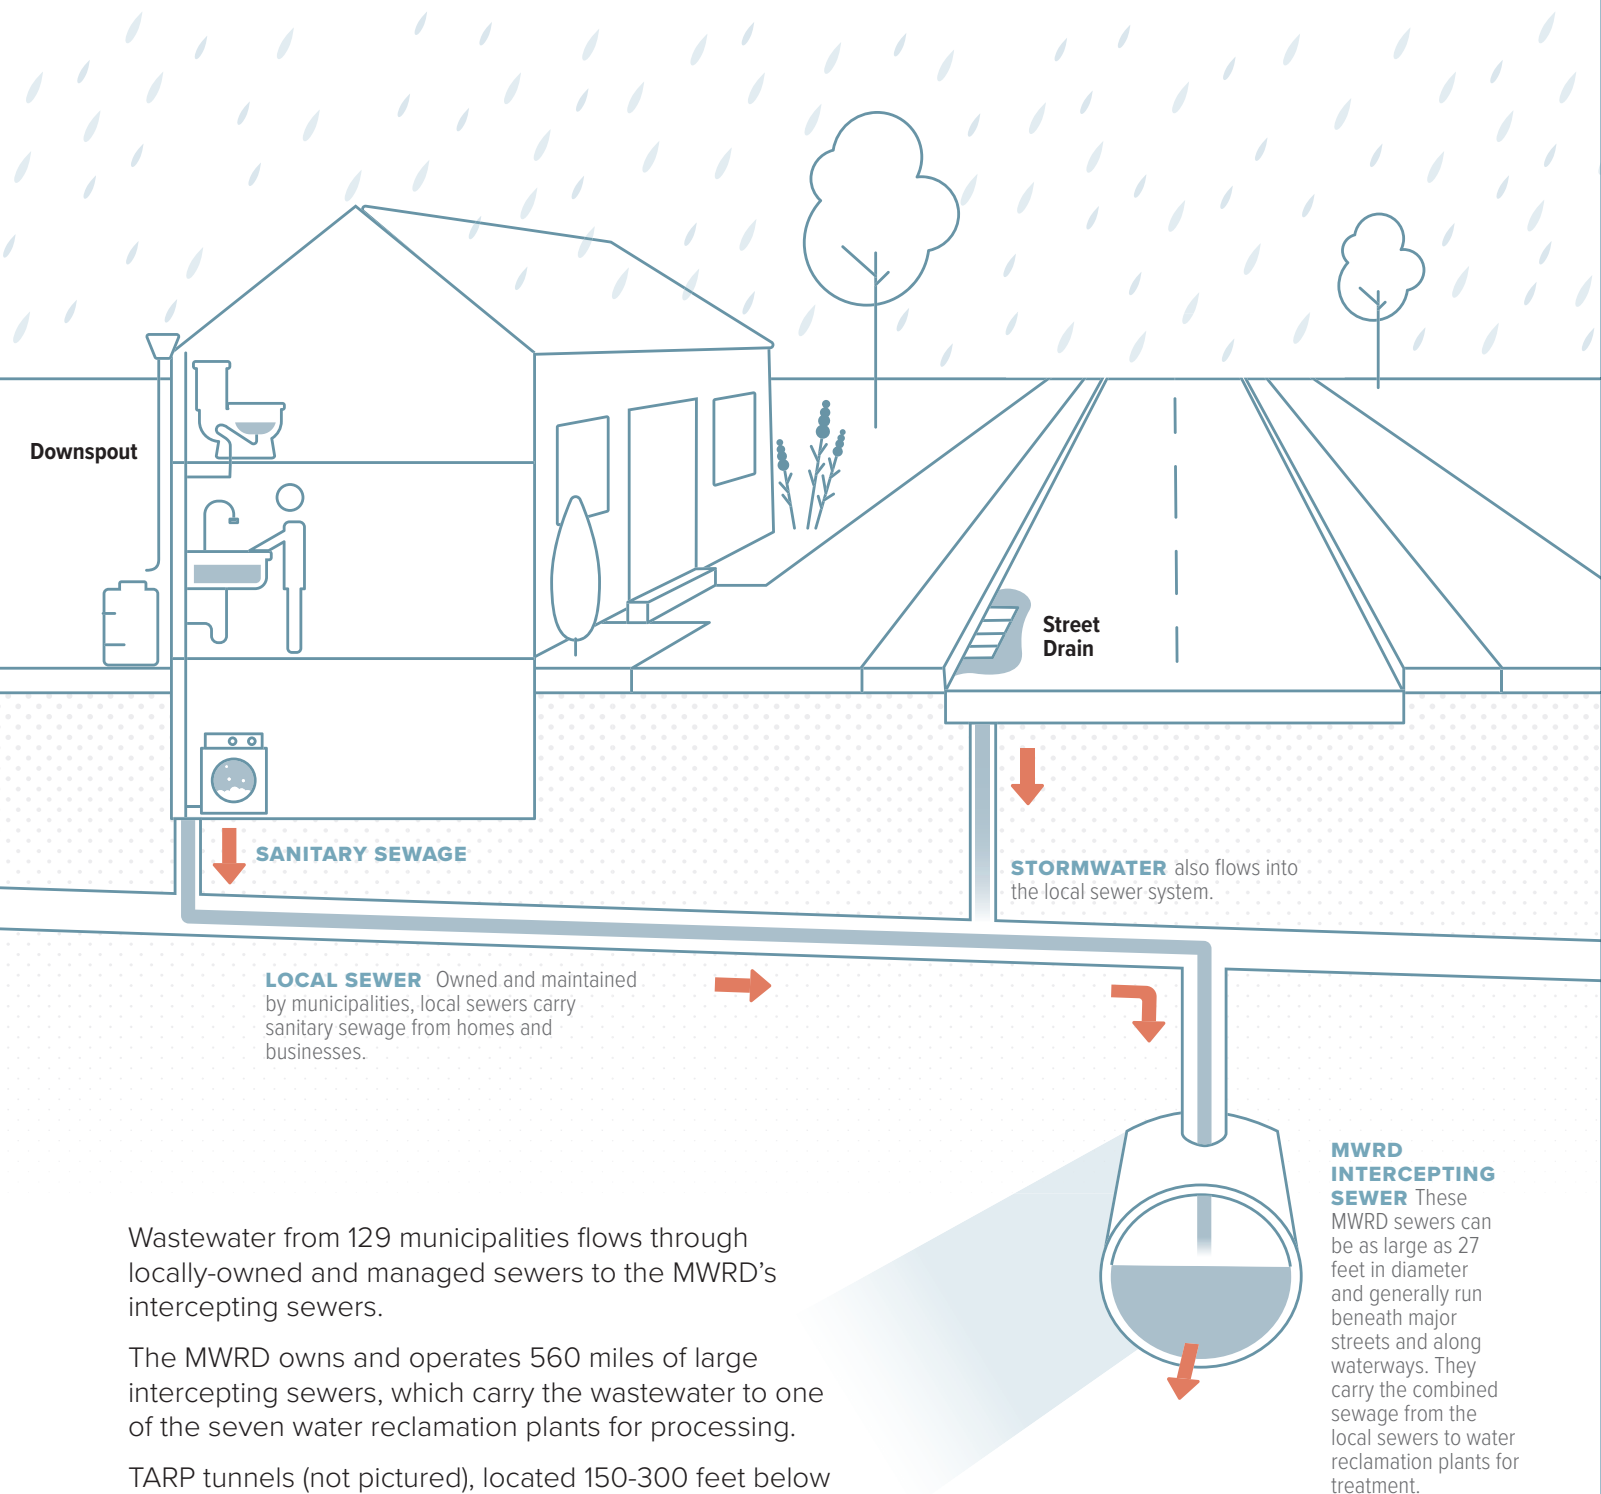 Downspout
Street
Drain
SANITARY SEWAGE
STORMWATER also flows into
the local sewer system.
LOCAL SEWER Owned and maintained
by municipalities, local sewers carry
sanitary sewage from homes and
businesses.
MWRD
INTERCEPTING
SEWER These
MWRD sewers can
be as large as 27
feet in diameter
and generally run
beneath major
streets and along
waterways. They
carry the combined
sewage from the
local sewers to water
reclamation plants for
treatment.
Wastewater from 129 municipalities flows through
locally-owned and managed sewers to the MWRD’s
intercepting sewers.
The MWRD owns and operates 560 miles of large
intercepting sewers, which carry the wastewater to one
of the seven water reclamation plants for processing.
TARP tunnels (not pictured), located 150-300 feet below